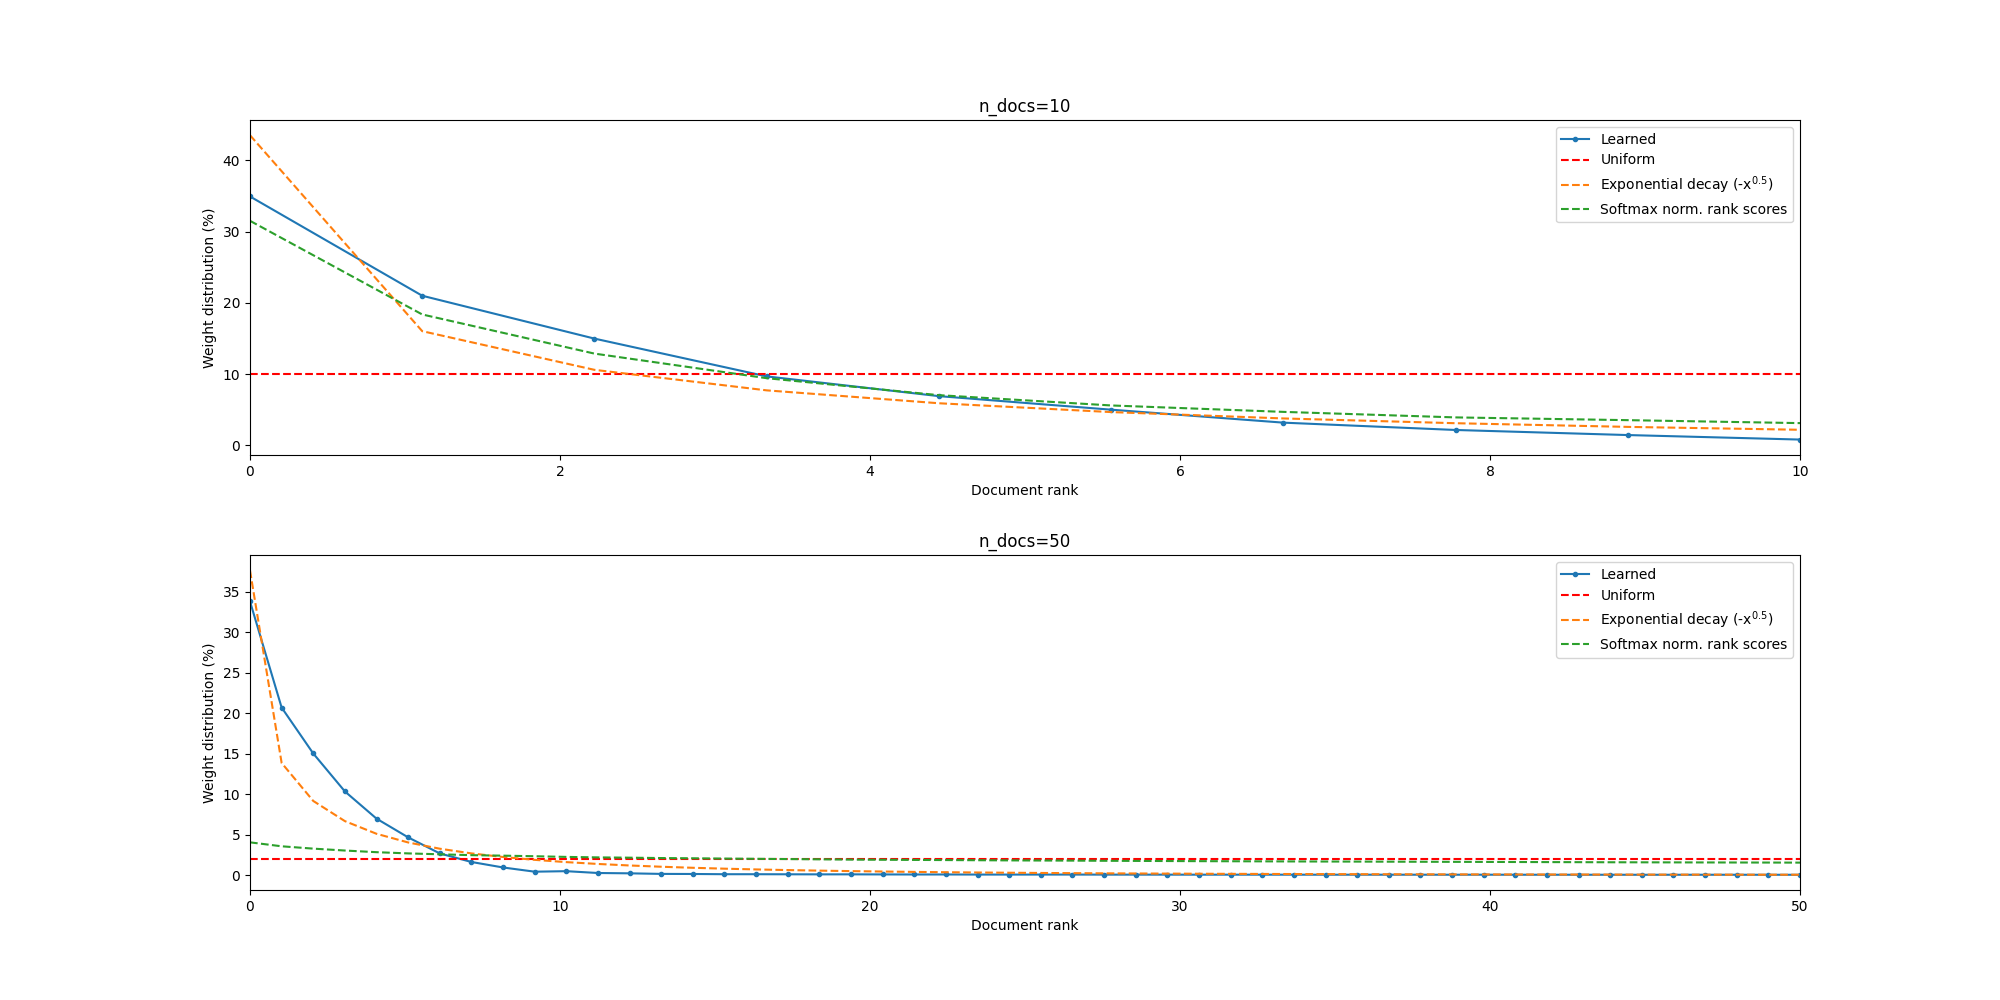 n_docs=10
Weight distribution (%)
40
30
20
10
0
Learned
Uniform
Exponential decay (-x^0.5)
Softmax norm. rank scores
0 2 4 6 8 10
Document rank
n_docs=50
Weight distribution (%)
35
30
25
20
15
10
5
0
Learned
Uniform
Exponential decay (-x^0.5)
Softmax norm. rank scores
0 10 20 30 40 50
Document rank